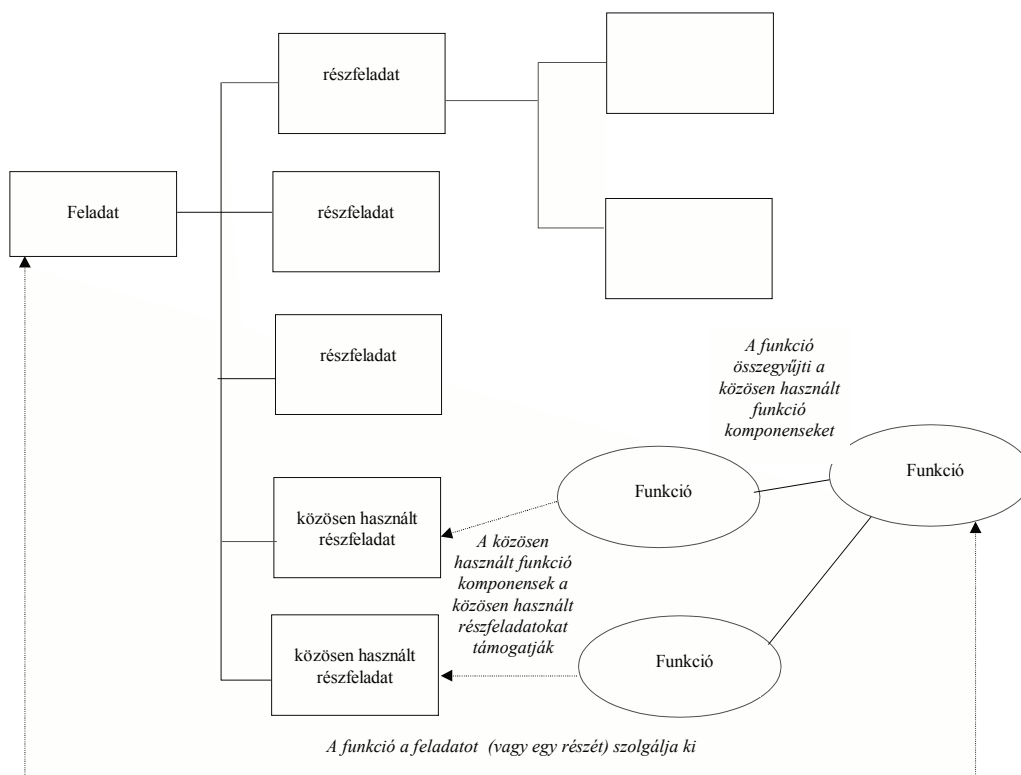 részfeladat
Feladat
részfeladat
részfeladat
A funkció
összegyűjti a
közösen használt
funkció
komponenseket
Funkció
Funkció
közösen használt
részfeladat
A közösen
használt funkció
komponensek a
közösen használt
részfeladatokat
támogatják
közösen használt
részfeladat
Funkció
A funkció a feladatot (vagy egy részét) szolgálja ki